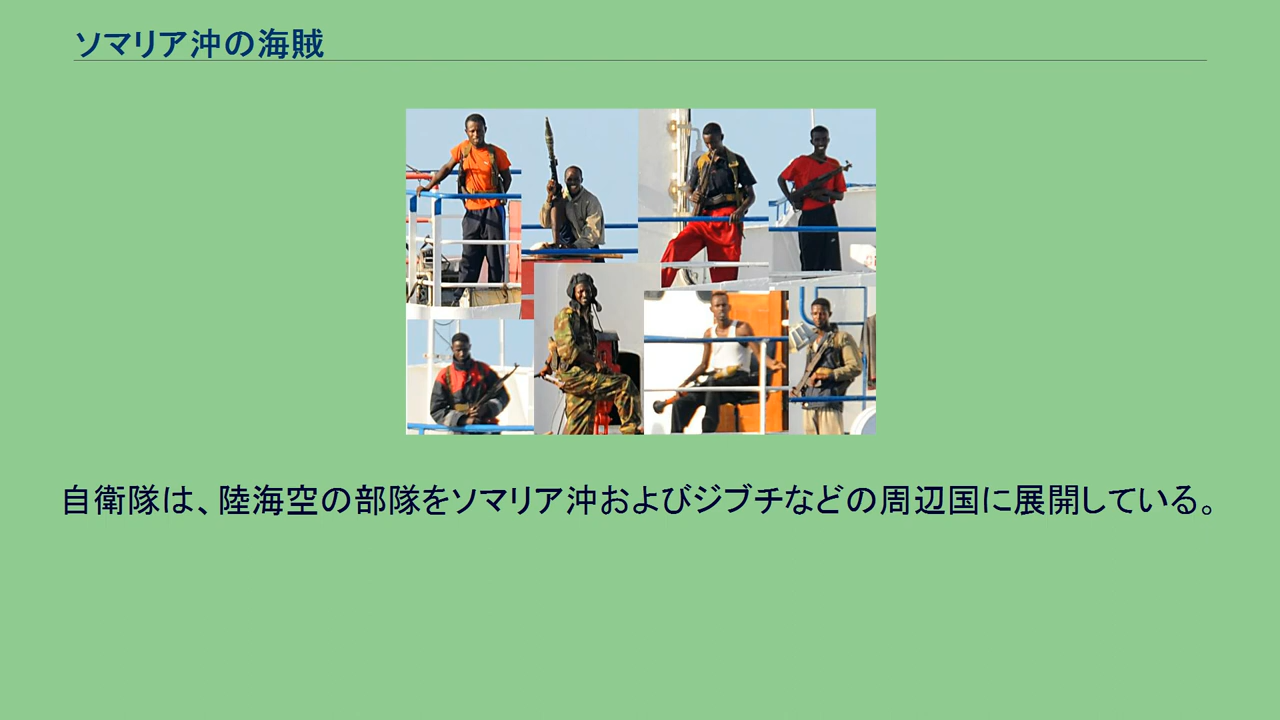 ソマリア沖の海賊
自衛隊は、陸海空の部隊をソマリア沖およびジブチなどの周辺国に展開している。